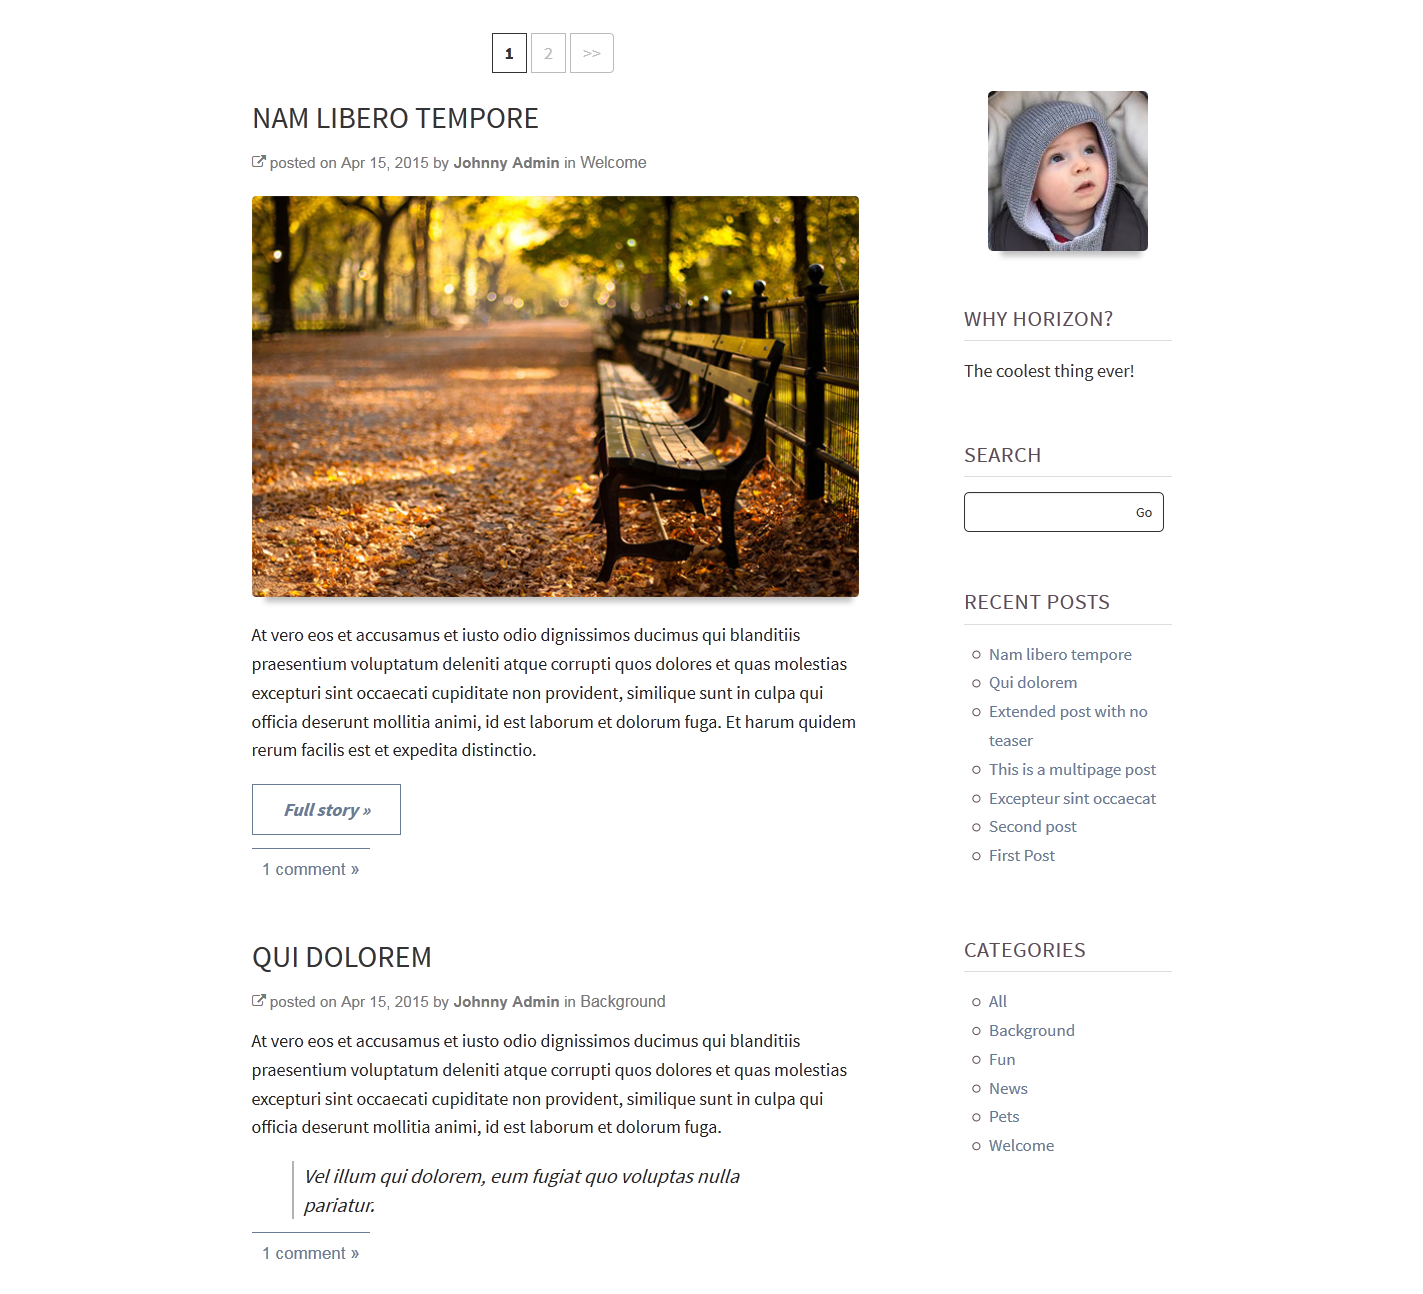 1 2 >>
NAM LIBERO TEMPORE
posted on Apr 15, 2015 by Johnny Admin in Welcome
At vero eos et accusamus et iusto odio dignissimos ducimus qui blanditiis
praesentium voluptatum deleniti atque corrupti quos dolores et quas molestias
excepturi sint occaecati cupiditate non provident, similique sunt in culpa qui
officia deserunt mollitia animi, id est laborum et dolorum fuga. Et harum quidem
rerum facilis est et expedita distinctio.
Full story »
1 comment »
QUI DOLOREM
posted on Apr 15, 2015 by Johnny Admin in Background
At vero eos et accusamus et iusto odio dignissimos ducimus qui blanditiis
praesentium voluptatum deleniti atque corrupti quos dolores et quas molestias
excepturi sint occaecati cupiditate non provident, similique sunt in culpa qui
officia deserunt mollitia animi, id est laborum et dolorum fuga.
Vel illum qui dolorem, eum fugiat quo voluptas nulla
pariatur.
1 comment »
WHY HORIZON?
The coolest thing ever!
SEARCH
Go
RECENT POSTS
Nam libero tempore
Qui dolorem
Extended post with no
teaser
This is a multipage post
Excepteur sint occaecat
Second post
First Post
CATEGORIES
All
Background
Fun
News
Pets
Welcome